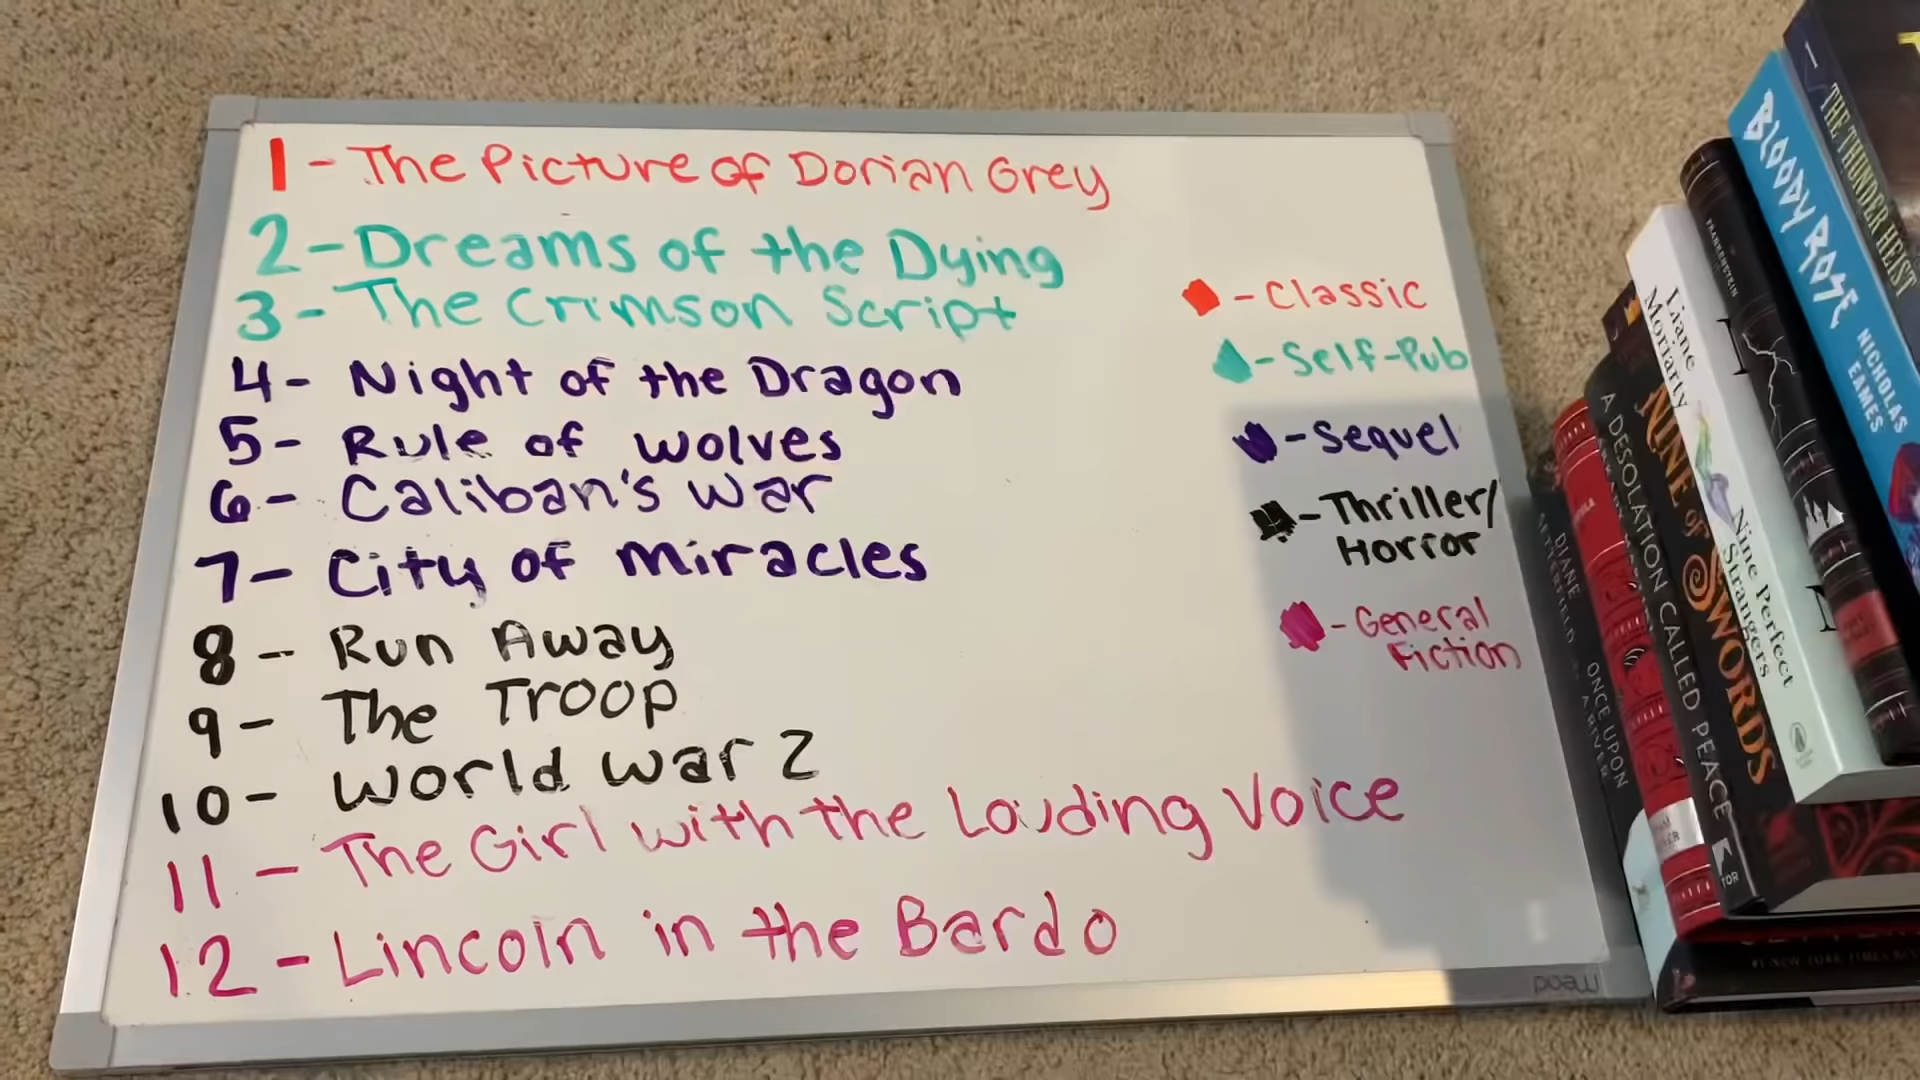 1 - The Picture of Dorian Grey
2 - Dreams of the Dying
3 - The Crimson Script
4 - Night of the Dragon
5 - Rule of wolves
6 - Caliban's War
7 - City of Miracles
8 - Run Away
9 - The Troop
10 - World War Z
11 - The Girl with the Louding Voice
12 - Lincoln in the Bardo
- Classic
- Self-Pub
- Sequel
- Thriller/
Horror
- General
Fiction
mead
DIANE
SETTERFIELD
ONCE UPON
A RIVER
A DESOLATION CALLED PEACE
TOR
NINE OF SWORDS
Liane
Moriarty
Nine Perfect
Strangers
FRANKENSTEIN
BLOODY ROSE
NICHOLAS
EAMES
THE THUNDER HEIST